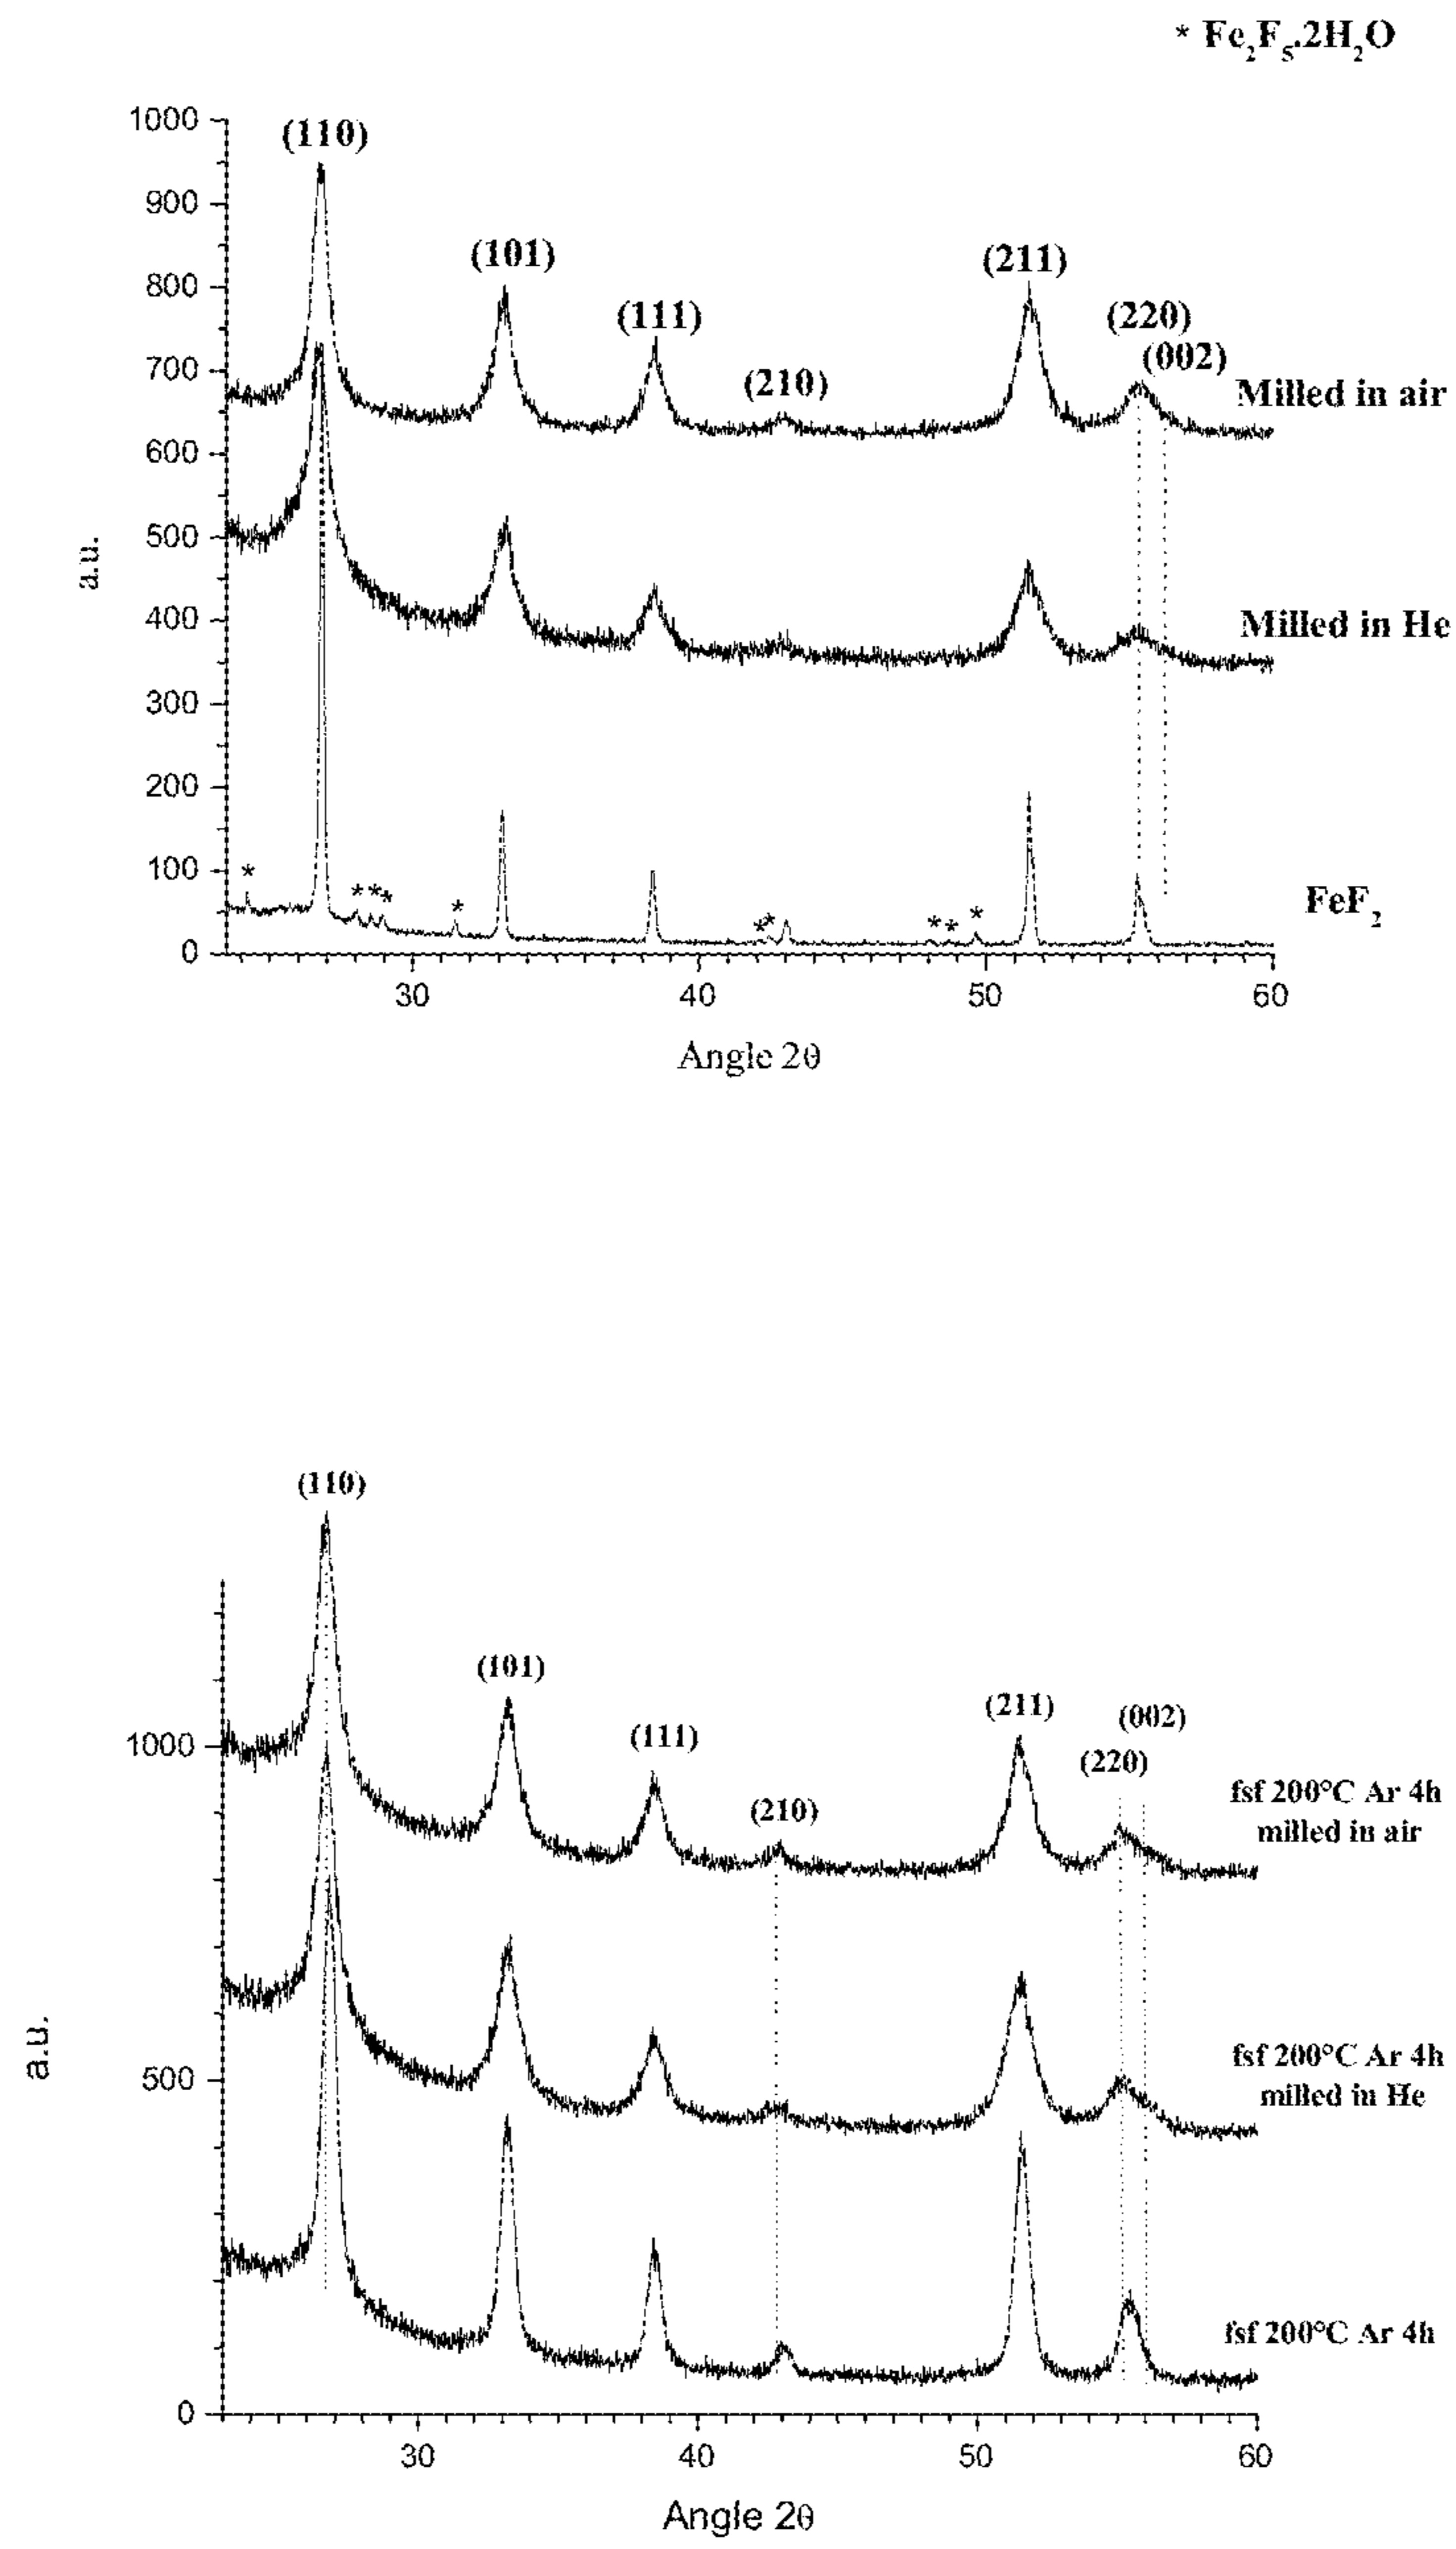 * Fe₂F₅.2H₂O
1000
(110)
900
(101)
(211)
800
(111)
(220)
700
(210)
(002)
Milled in air
600
500
a.u.
400
Milled in He
300
200
100
* * * * * * * * * * *
FeF₂
0
30 40 50 60
Angle 2θ
(110)
(101)
(211)
(002)
(111)
1000
(220)
fsf 200°C Ar 4h
milled in air
(210)
a.u.
500
fsf 200°C Ar 4h
milled in He
fsf 200°C Ar 4h
0
30 40 50 60
Angle 2θ